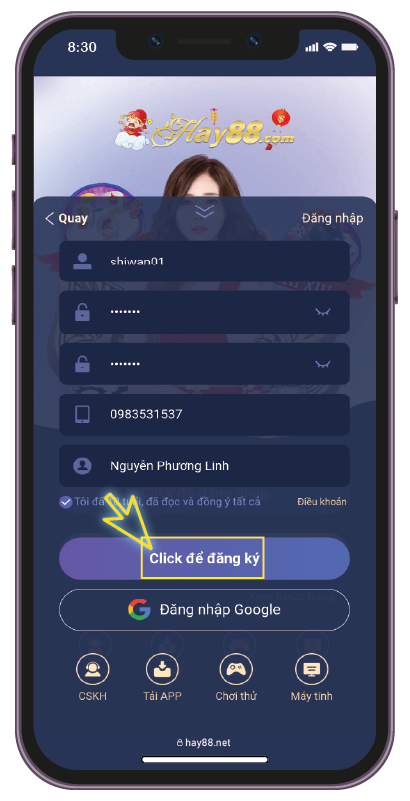 8:30
Hay88.com
Quay
Đăng nhập
shiwan01
•••••••
•••••••
0983531537
Nguyễn Phương Linh
Tôi đã tuổi, đã đọc và đồng ý tất cả
Điều khoản
Click để đăng ký
Đăng nhập Google
CSKH
Tải APP
Chơi thử
Máy tính
hay88.net